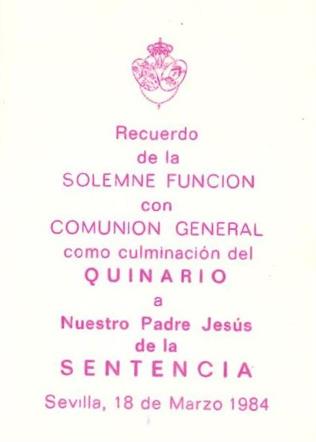 Recuerdo
de la
SOLEMNE FUNCION
con
COMUNION GENERAL
como culminación del
QUINARIO
a
Nuestro Padre Jesús
de la
SENTENCIA
Sevilla, 18 de Marzo 1984